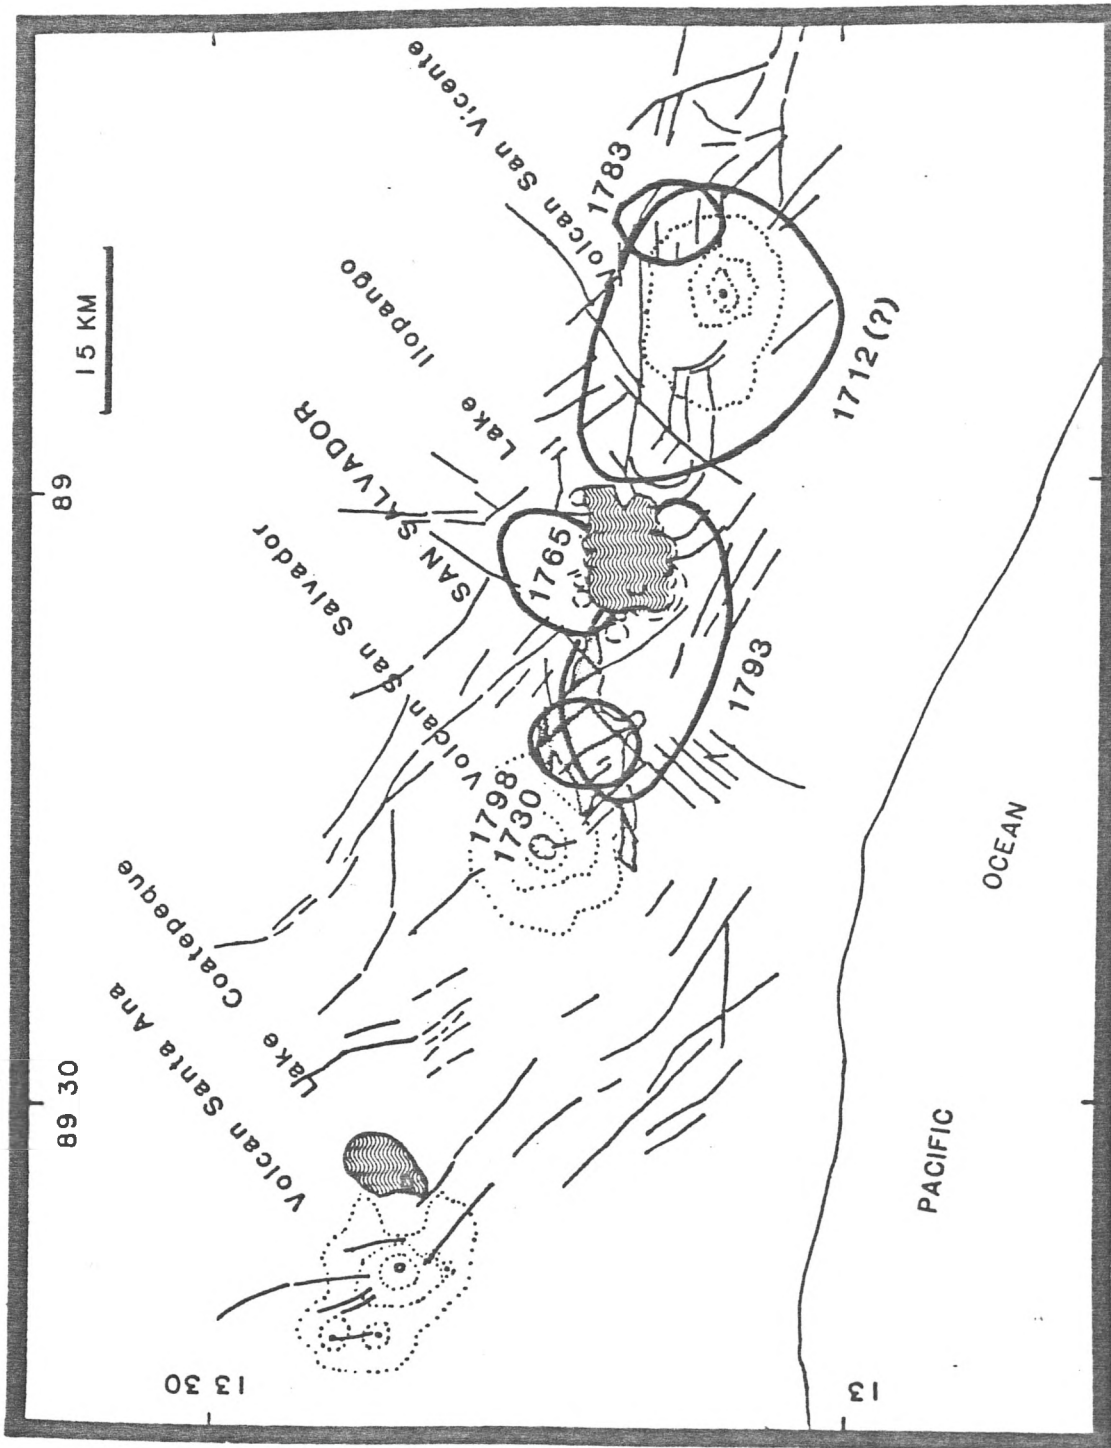 Volcan San Vicente
1783
15 KM
Lake Ilopango
1712(?)
89
SAN SALVADOR
1765
Volcan San Salvador
1793
1798
1730
Lake Coatepeque
OCEAN
89 30
Volcan Santa Ana
PACIFIC
13 30
13